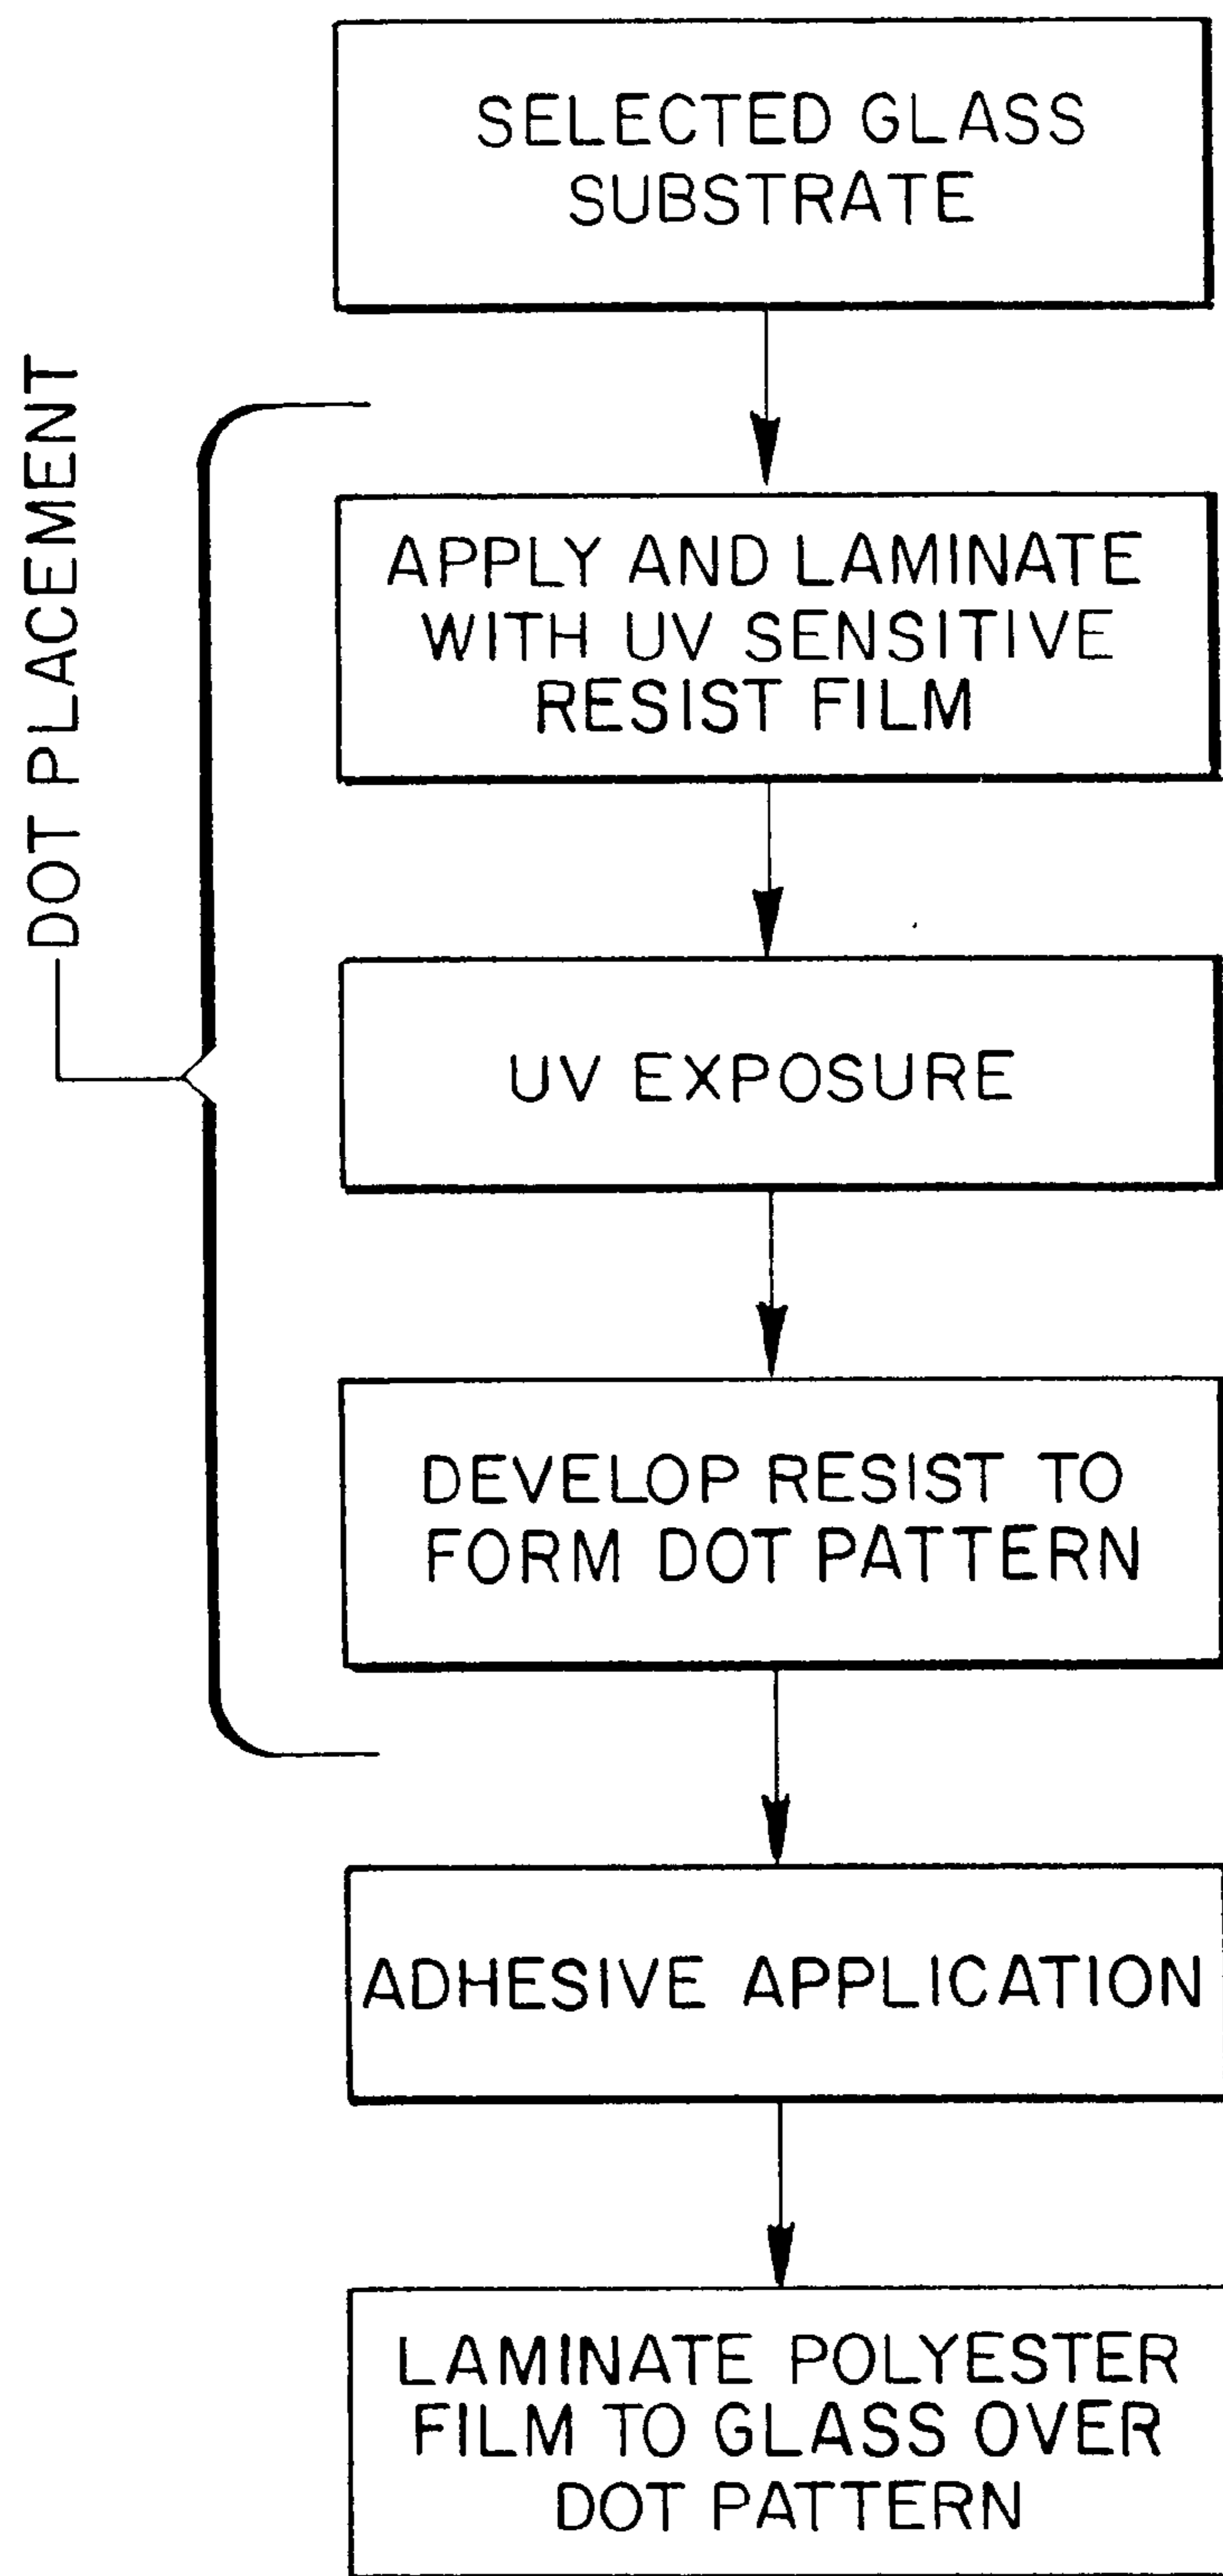 SELECTED GLASS
SUBSTRATE
DOT PLACEMENT
APPLY AND LAMINATE
WITH UV SENSITIVE
RESIST FILM
UV EXPOSURE
DEVELOP RESIST TO
FORM DOT PATTERN
ADHESIVE APPLICATION
LAMINATE POLYESTER
FILM TO GLASS OVER
DOT PATTERN